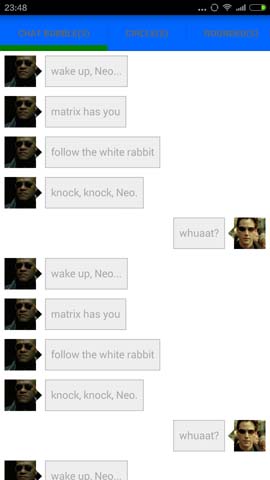 23:48
CHAT BUBBLE(S) CIRCLE(S) ROUNDED(S)
wake up, Neo...
matrix has you
follow the white rabbit
knock, knock, Neo.
whuaat?
wake up, Neo...
matrix has you
follow the white rabbit
knock, knock, Neo.
whuaat?
wake up, Neo...